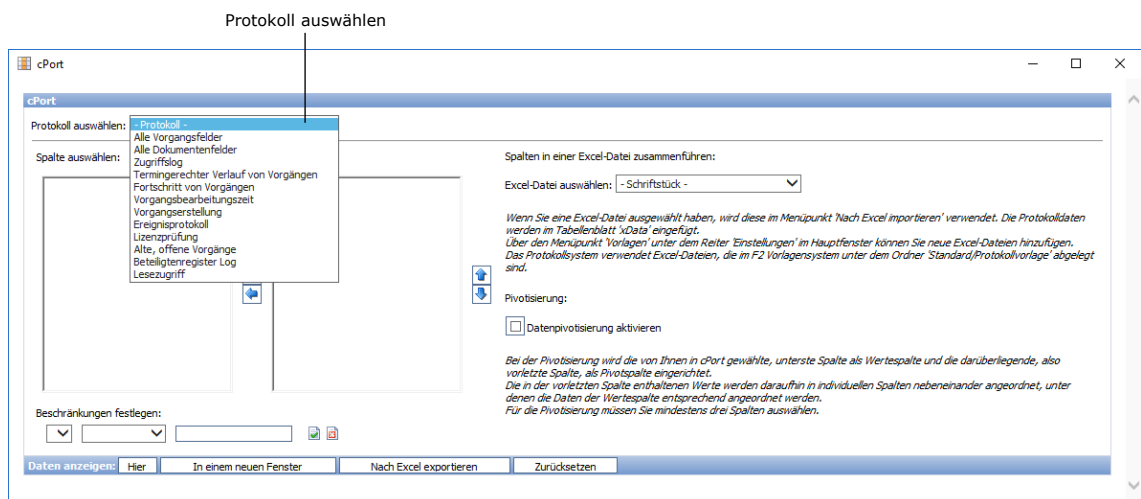 Protokoll auswählen
cPort
cPort
Protokoll auswählen:
- Protokoll -
Alle Vorgangsfelder
Alle Dokumentenfelder
Zugriffslog
Termingerechter Verlauf von Vorgängen
Fortschritt von Vorgängen
Vorgangsbearbeitungszeit
Vorgangserstellung
Ereignisprotokoll
Lizenzprüfung
Alte, offene Vorgänge
Beteiligtenregister Log
Lesezugriff
Spalte auswählen:
Spalten in einer Excel-Datei zusammenführen:
Excel-Datei auswählen: - Schriftstück -
Wenn Sie eine Excel-Datei ausgewählt haben, wird diese im Menüpunkt 'Nach Excel importieren' verwendet. Die Protokolldaten
werden im Tabellenblatt 'xData' eingefügt.
Über den Menüpunkt 'Vorlagen' unter dem Reiter 'Einstellungen' im Hauptfenster können Sie neue Excel-Dateien hinzufügen.
Das Protokollsystem verwendet Excel-Dateien, die im F2 Vorlagensystem unter dem Ordner 'Standard/Protokollvorlage' abgelegt
sind.
Pivotisierung:
Datenpivotisierung aktivieren
Bei der Pivotisierung wird die von Ihnen in cPort gewählte, unterste Spalte als Wertespalte und die darüberliegende, also
vorletzte Spalte, als Pivotspalte eingerichtet.
Die in der vorletzten Spalte enthaltenen Werte werden daraufhin in individuellen Spalten nebeneinander angeordnet, unter
denen die Daten der Wertespalte entsprechend angeordnet werden.
Für die Pivotisierung müssen Sie mindestens drei Spalten auswählen.
Beschränkungen festlegen:
Daten anzeigen: Hier In einem neuen Fenster Nach Excel exportieren Zurücksetzen